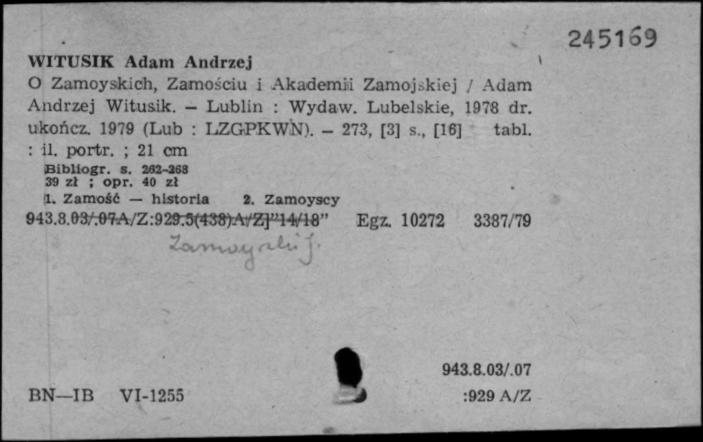 245169
WITUSIK Adam Andrzej
O Zamoyskich, Zamościu i Akademii Zamojskiej / Adam
Andrzej Witusik. — Lublin : Wydaw. Lubelskie, 1978 dr.
ukończ. 1979 (Lub : LZGPKWN). — 273, [3] s., [16] tabl.
: il. portr. ; 21 cm
Bibliogr. s. 262-268
39 zł ; opr. 40 zł
1. Zamość — historia 2. Zamoyscy
943.8.03/.07A/Z:929.5(438)A/Z]"14/18" Egz. 10272 3387/79
Zamoyski J.
943.8.03/.07
BN—IB VI-1255 :929 A/Z